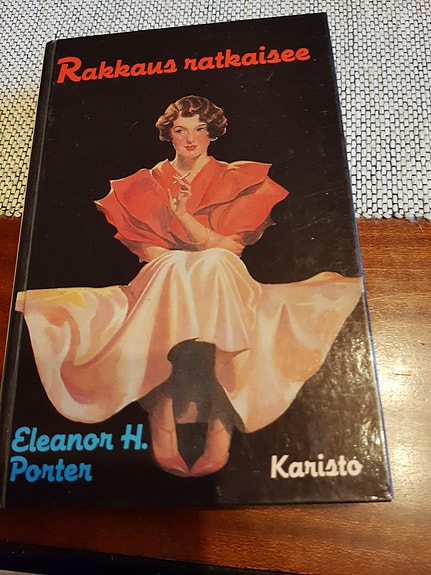 Rakkaus ratkaisee
Eleanor H.
Porter
Karisto